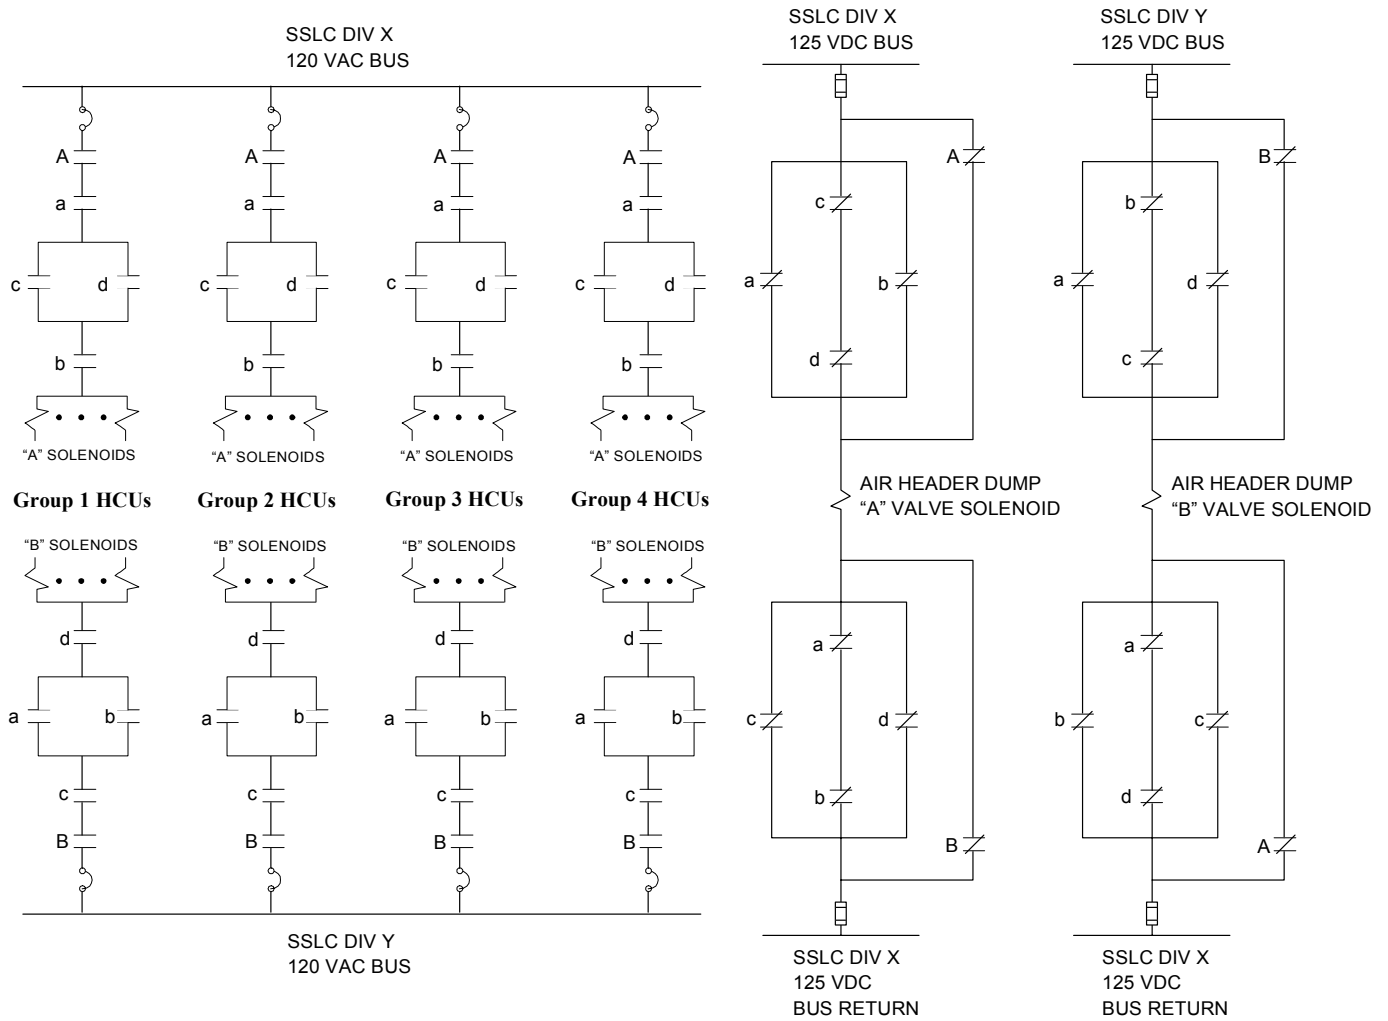 SSLC DIV X
120 VAC BUS
A
A
A
A
a
a
a
a
c
d
c
d
c
d
c
d
b
b
b
b
“A” SOLENOIDS
“A” SOLENOIDS
“A” SOLENOIDS
“A” SOLENOIDS
Group 1 HCUs
Group 2 HCUs
Group 3 HCUs
Group 4 HCUs
“B” SOLENOIDS
“B” SOLENOIDS
“B” SOLENOIDS
“B” SOLENOIDS
d
d
d
d
a
b
a
b
a
b
a
b
c
c
c
c
B
B
B
B
SSLC DIV Y
120 VAC BUS
SSLC DIV X
125 VDC BUS
A
c
a
b
d
AIR HEADER DUMP
“A” VALVE SOLENOID
a
c
d
b
B
SSLC DIV X
125 VDC
BUS RETURN
SSLC DIV Y
125 VDC BUS
B
b
a
d
c
AIR HEADER DUMP
“B” VALVE SOLENOID
a
b
c
d
A
SSLC DIV X
125 VDC
BUS RETURN